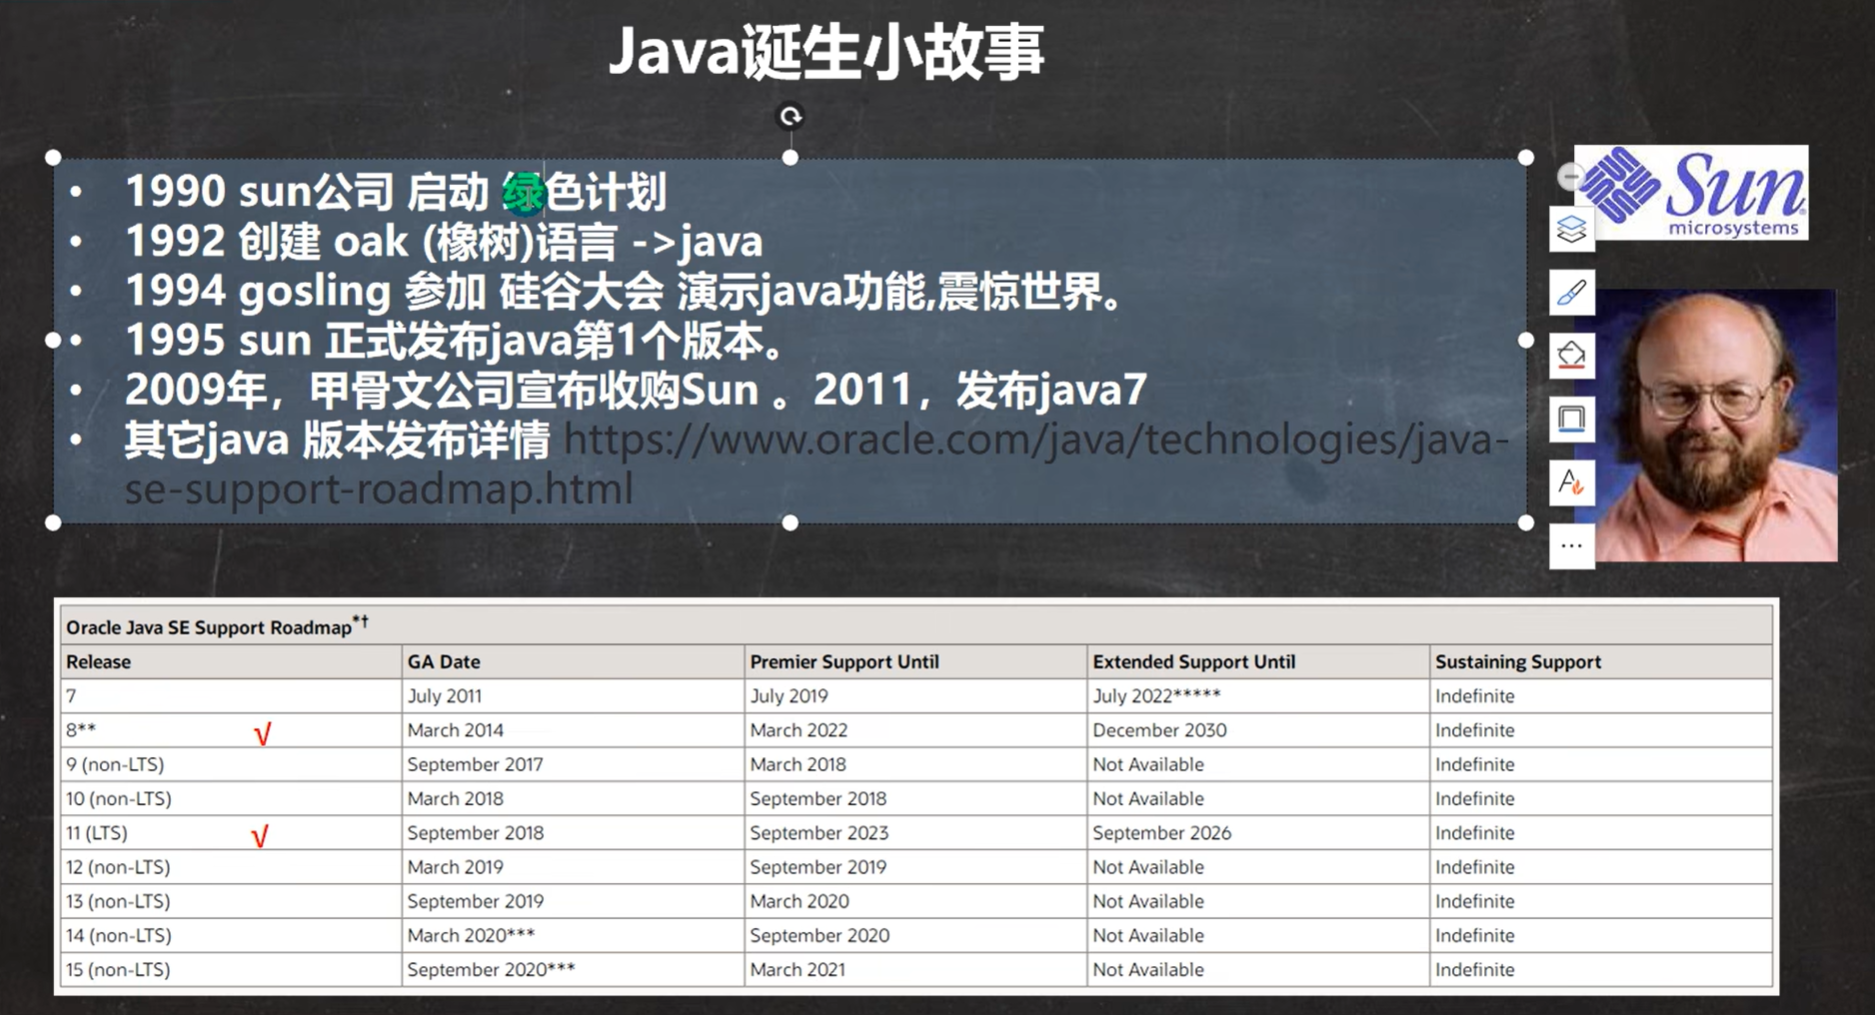 Java诞生小故事
• 1990 sun公司 启动 绿色计划
• 1992 创建 oak (橡树)语言 ->java
• 1994 gosling 参加 硅谷大会 演示java功能,震惊世界。
• 1995 sun 正式发布java第1个版本。
• 2009年，甲骨文公司宣布收购Sun 。2011，发布java7
• 其它java 版本发布详情 https://www.oracle.com/java/technologies/java-
se-support-roadmap.html
Sun
microsystems
Oracle Java SE Support Roadmap*†
Release GA Date Premier Support Until Extended Support Until Sustaining Support
7 July 2011 July 2019 July 2022***** Indefinite
8** √ March 2014 March 2022 December 2030 Indefinite
9 (non-LTS) September 2017 March 2018 Not Available Indefinite
10 (non-LTS) March 2018 September 2018 Not Available Indefinite
11 (LTS) √ September 2018 September 2023 September 2026 Indefinite
12 (non-LTS) March 2019 September 2019 Not Available Indefinite
13 (non-LTS) September 2019 March 2020 Not Available Indefinite
14 (non-LTS) March 2020*** September 2020 Not Available Indefinite
15 (non-LTS) September 2020*** March 2021 Not Available Indefinite